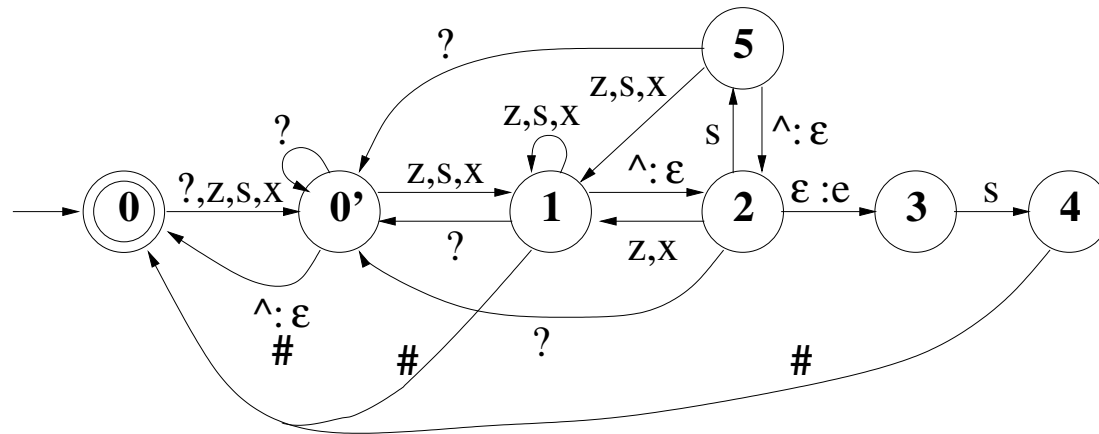 5
?
z,s,x
z,s,x
?
s
^: ε
?,z,s,x
z,s,x
^: ε
ε :e
s
0
0'
1
2
3
4
?
z,x
^: ε
#
?
#
#